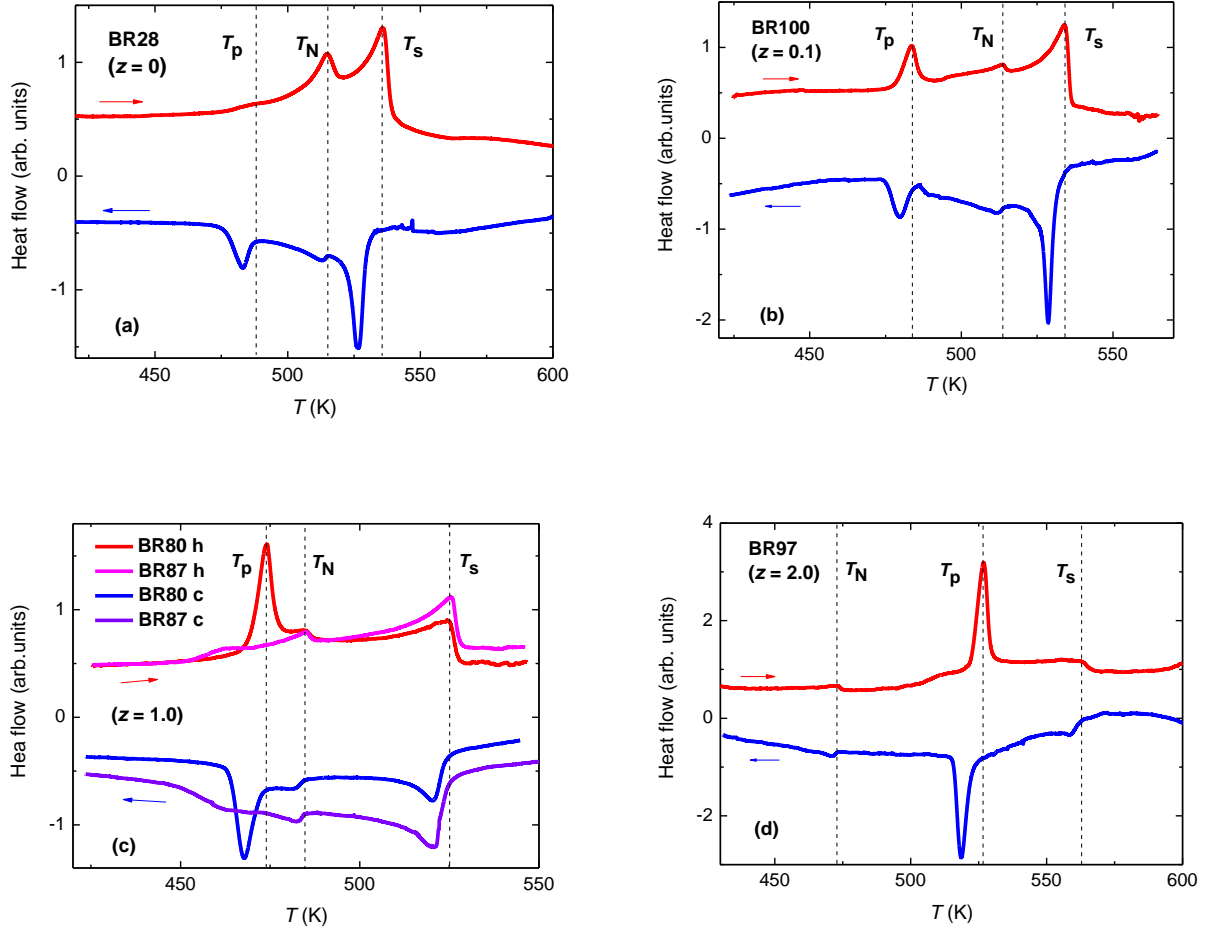 BR28
(z = 0)
Tp
TN
Ts
1
0
-1
Heat flow (arb. units)
(a)
450
500
550
600
T (K)
BR100
(z = 0.1)
Tp
TN
Ts
1
0
-1
-2
Heat flow (arb.units)
(b)
450
500
550
T (K)
BR80 h
BR87 h
BR80 c
BR87 c
Tp
TN
Ts
1
0
-1
Hea flow (arb. units)
(z = 1.0)
(c)
450
500
550
T (K)
BR97
(z = 2.0)
TN
Tp
Ts
4
2
0
-2
Heat flow (arb.units)
(d)
450
500
550
600
T (K)